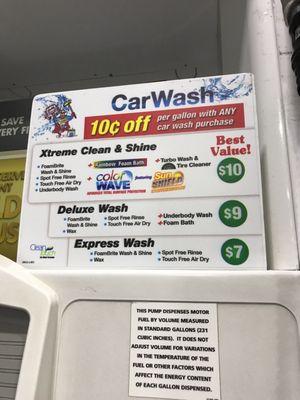 SAVE
CarWash
10¢ off per gallon with ANY
car wash purchase
Best
Value!
Xtreme Clean & Shine
• FoamBrite
Wash & Shine
• Spot Free Rinse
• Touch Free Air Dry
• Underbody Wash
+ Rainbow Foam Bath
+ color WAVE
featuring
Sun SHIELD
+ Turbo Wash &
Tire Cleaner
$10
Deluxe Wash
• FoamBrite
Wash & Shine
• Wax
• Spot Free Rinse
• Touch Free Air Dry
+ Underbody Wash
+ Foam Bath
$9
Express Wash
• FoamBrite Wash & Shine
• Wax
• Spot Free Rinse
• Touch Free Air Dry
$7
Clean
Touch
THIS PUMP DISPENSES MOTOR
FUEL BY VOLUME MEASURED
IN STANDARD GALLONS (231
CUBIC INCHES). IT DOES NOT
ADJUST VOLUME FOR VARIATIONS
IN THE TEMPERATURE OF THE
FUEL OR OTHER FACTORS WHICH
AFFECT THE ENERGY CONTENT
OF EACH GALLON DISPENSED.